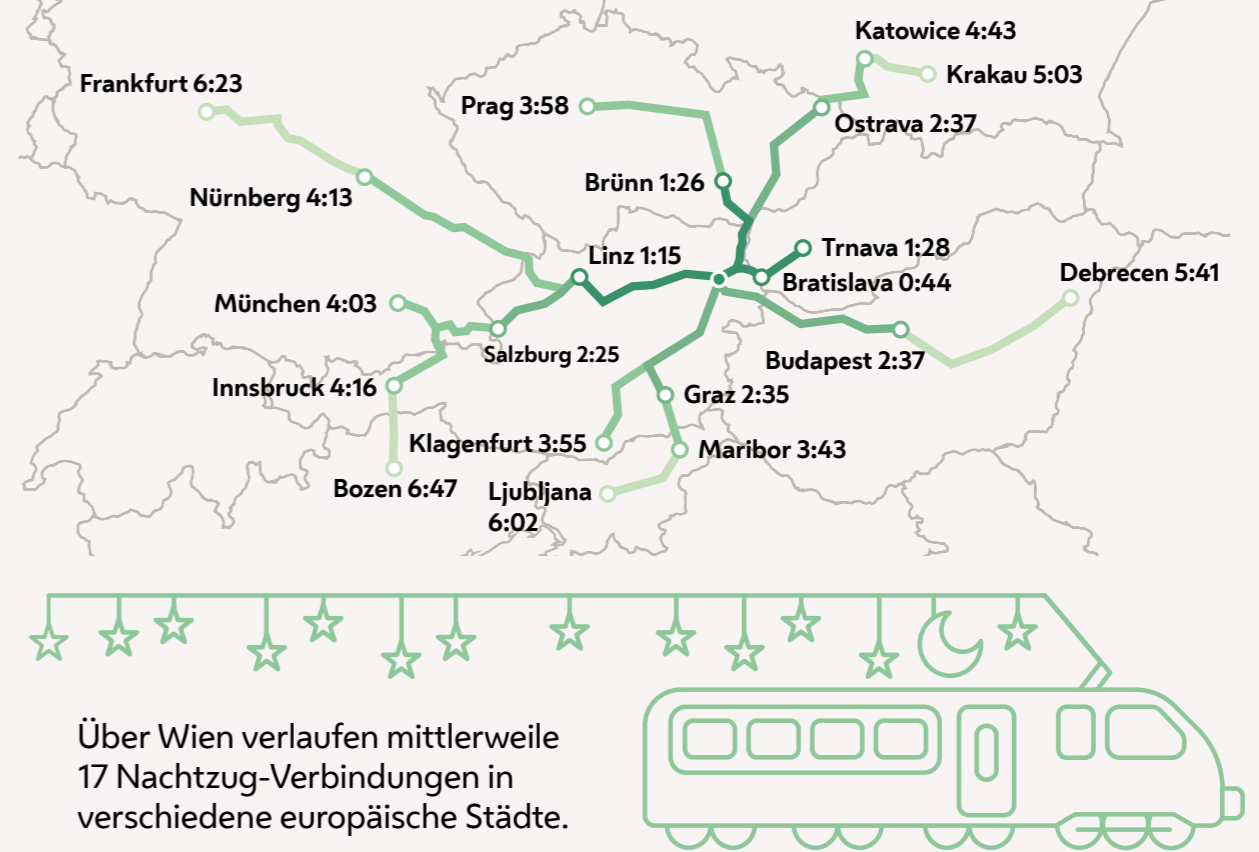 Katowice 4:43
Krakau 5:03
Frankfurt 6:23
Prag 3:58
Ostrava 2:37
Brünn 1:26
Nürnberg 4:13
Linz 1:15
Trnava 1:28
Bratislava 0:44
Debrecen 5:41
München 4:03
Salzburg 2:25
Budapest 2:37
Innsbruck 4:16
Graz 2:35
Klagenfurt 3:55
Maribor 3:43
Bozen 6:47
Ljubljana
6:02
Über Wien verlaufen mittlerweile
17 Nachtzug-Verbindungen in
verschiedene europäische Städte.